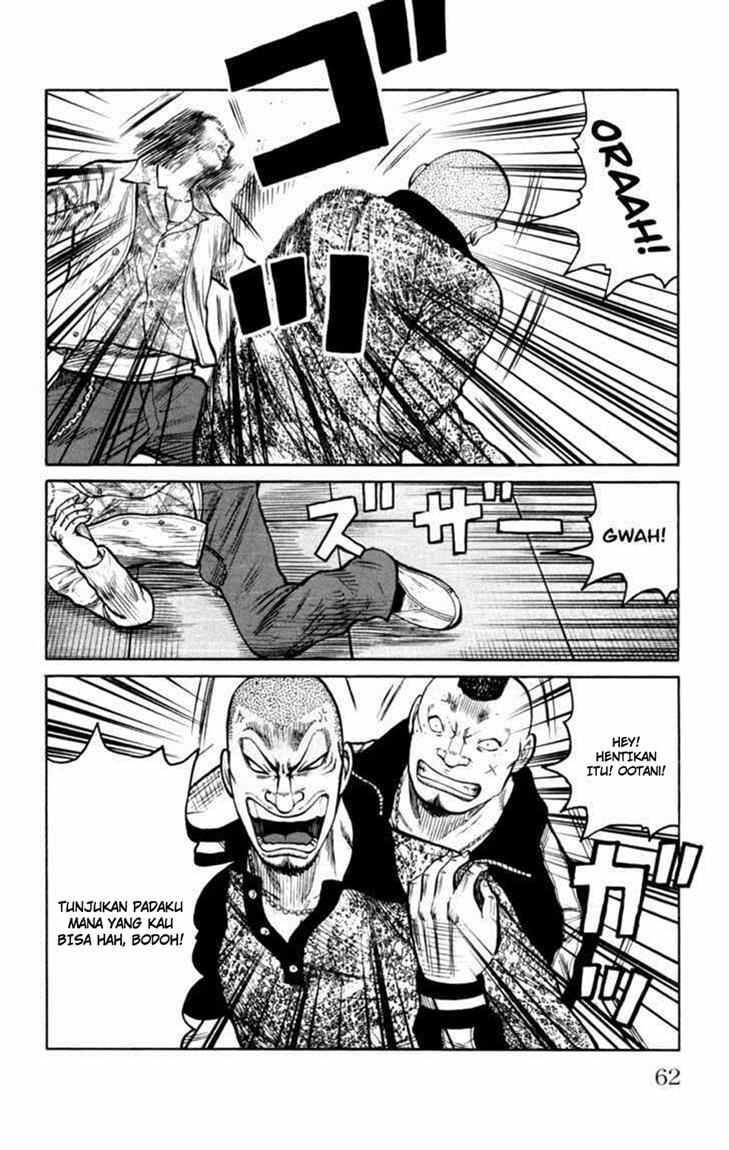 ゴッ
ORAAH!
GWAH!
ズザー
HEY!
HENTIKAN
ITU! OOTANI!
ガッ
TUNJUKAN PADAKU
MANA YANG KAU
BISA HAH, BODOH!
62